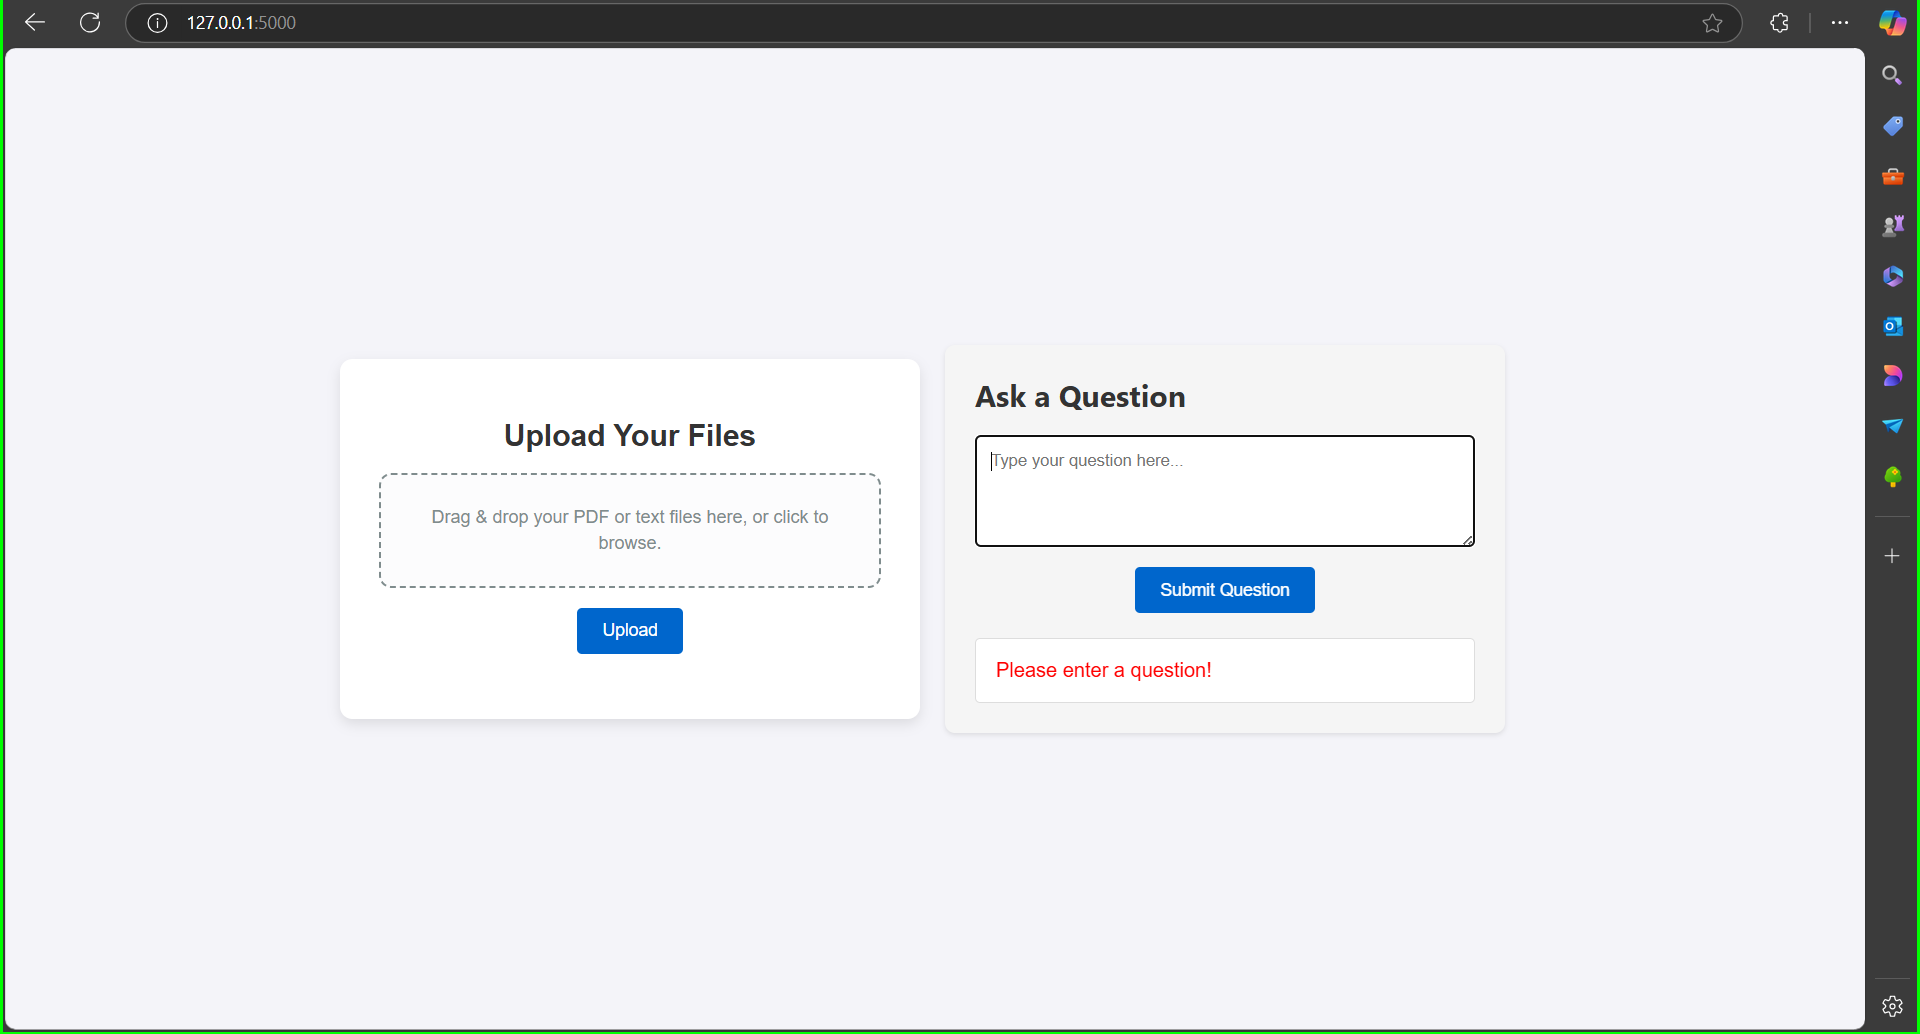 127.0.0.1:5000
Upload Your Files
Drag & drop your PDF or text files here, or click to
browse.
Upload
Ask a Question
Type your question here...
Submit Question
Please enter a question!